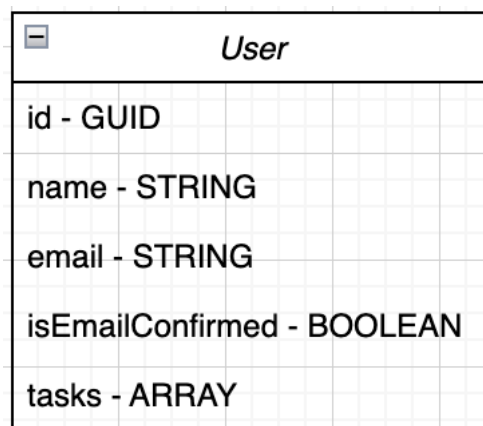 User
id - GUID
name - STRING
email - STRING
isEmailConfirmed - BOOLEAN
tasks - ARRAY